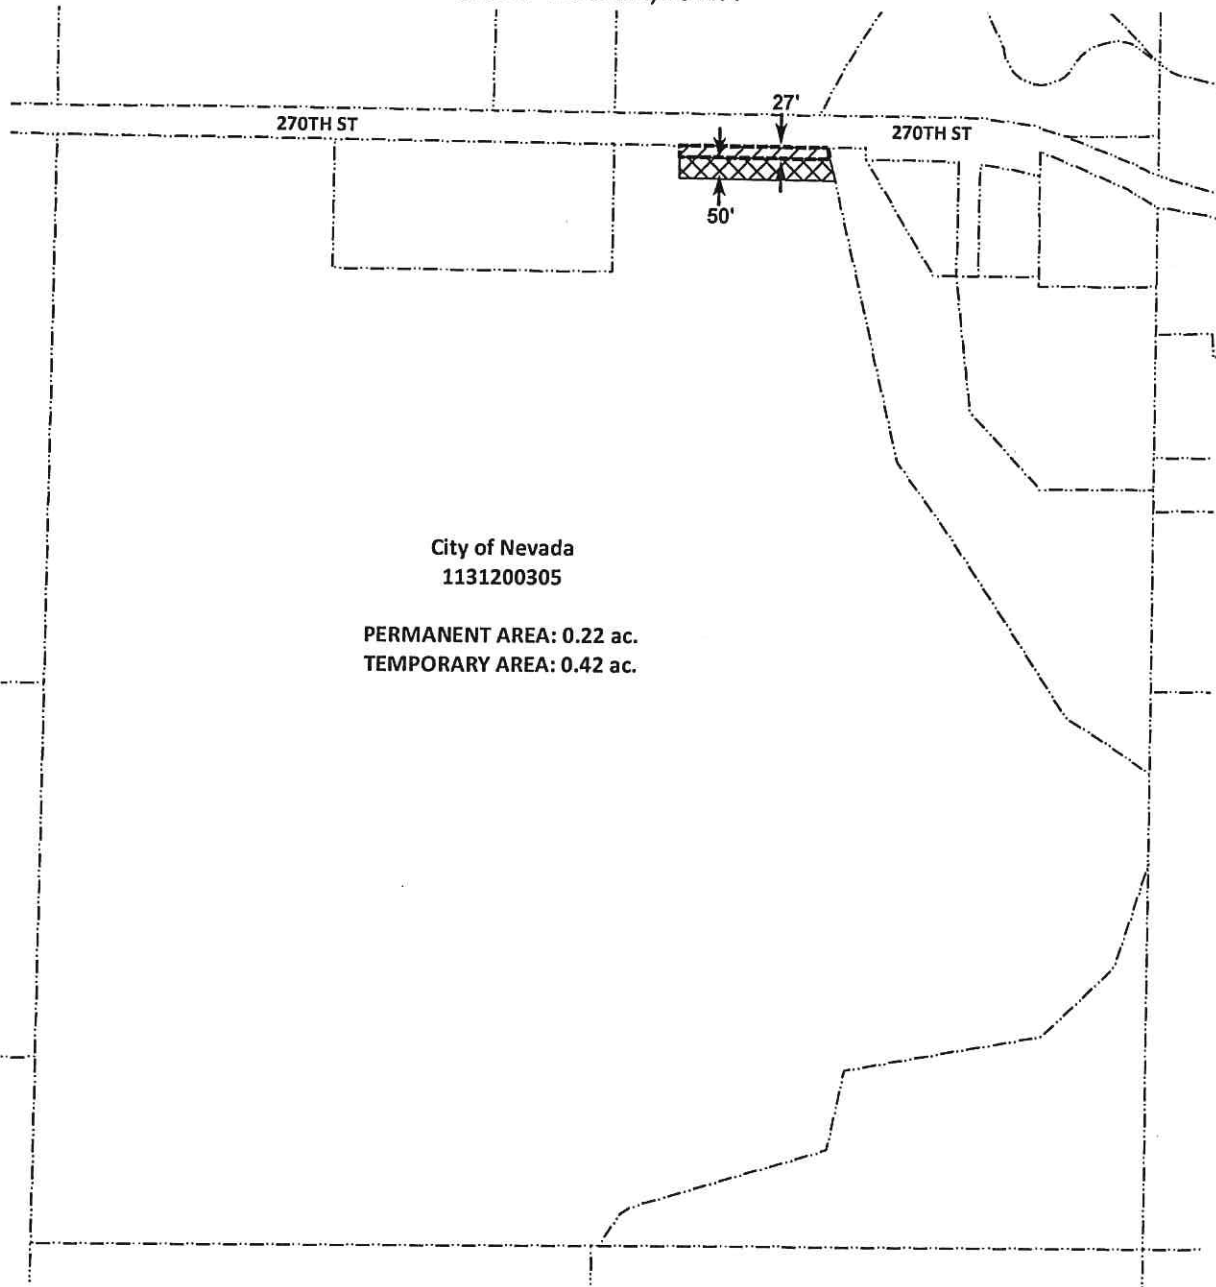 27'
270TH ST
270TH ST
50'
City of Nevada
1131200305
PERMANENT AREA: 0.22 ac.
TEMPORARY AREA: 0.42 ac.